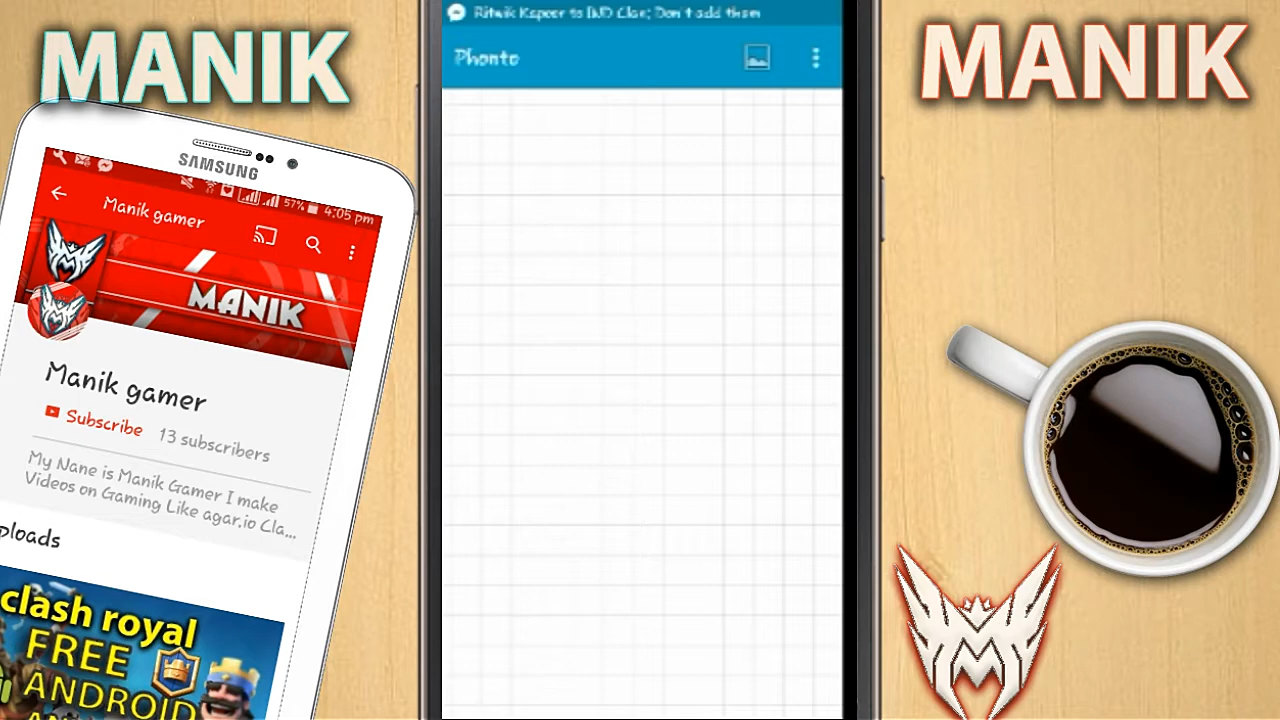 MANIK
SAMSUNG
57% 4:05 pm
Manik gamer
MANIK
Manik gamer
Subscribe 13 subscribers
My Nane is Manik Gamer I make
Videos on Gaming Like agar.io Cla...
ploads
clash royal
FREE
ANDROID
Ritwik Kapoor to IND Clan: Don't add them
Phonto
MANIK